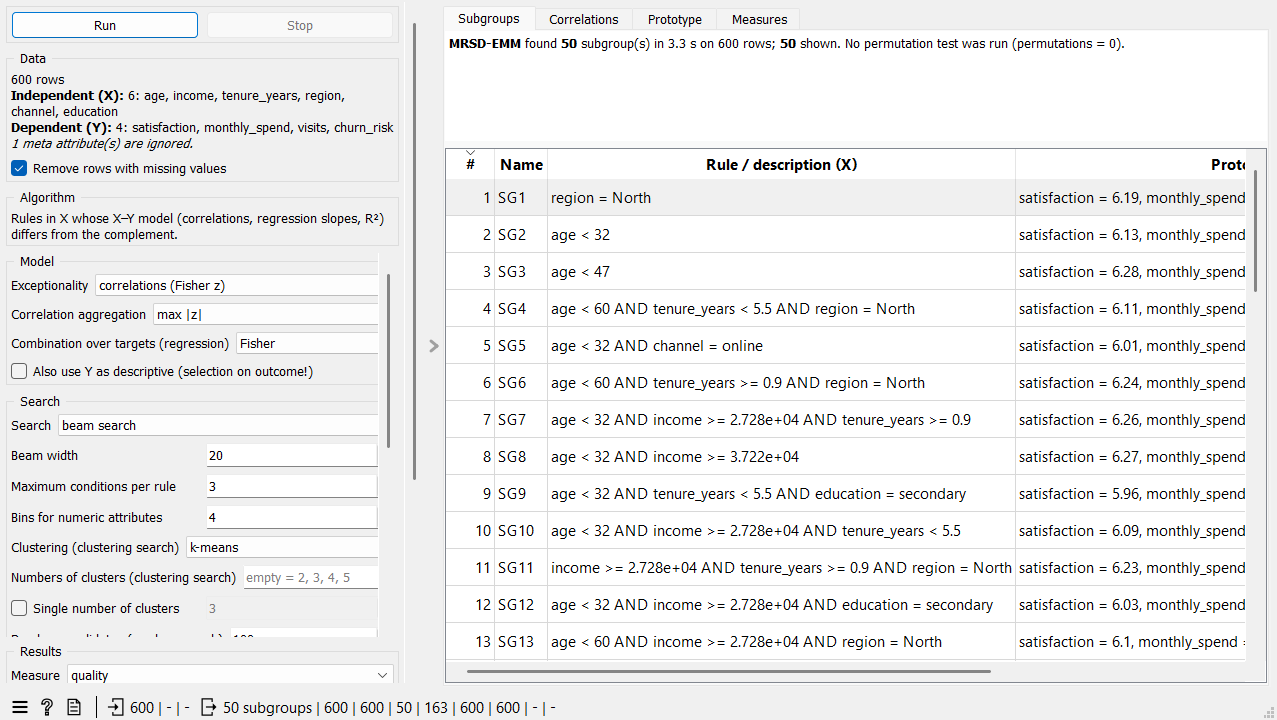 Run
Stop
Data
600 rows
Independent (X): 6: age, income, tenure_years, region,
channel, education
Dependent (Y): 4: satisfaction, monthly_spend, visits, churn_risk
1 meta attribute(s) are ignored.
Remove rows with missing values
Algorithm
Rules in X whose X–Y model (correlations, regression slopes, R²)
differs from the complement.
Model
Exceptionality correlations (Fisher z)
Correlation aggregation max |z|
Combination over targets (regression) Fisher
Also use Y as descriptive (selection on outcome!)
Search
Search beam search
Beam width 20
Maximum conditions per rule 3
Bins for numeric attributes 4
Clustering (clustering search) k-means
Numbers of clusters (clustering search) empty = 2, 3, 4, 5
Single number of clusters 3
Results
Measure quality
600 | - | - 50 subgroups | 600 | 600 | 50 | 163 | 600 | 600 | - | -
Subgroups Correlations Prototype Measures
MRSD-EMM found 50 subgroup(s) in 3.3 s on 600 rows; 50 shown. No permutation test was run (permutations = 0).
# Name Rule / description (X)
1 SG1 region = North satisfaction = 6.19, monthly_spend
2 SG2 age < 32 satisfaction = 6.13, monthly_spend
3 SG3 age < 47 satisfaction = 6.28, monthly_spend
4 SG4 age < 60 AND tenure_years < 5.5 AND region = North satisfaction = 6.11, monthly_spend
5 SG5 age < 32 AND channel = online satisfaction = 6.01, monthly_spend
6 SG6 age < 60 AND tenure_years >= 0.9 AND region = North satisfaction = 6.24, monthly_spend
7 SG7 age < 32 AND income >= 2.728e+04 AND tenure_years >= 0.9 satisfaction = 6.26, monthly_spend
8 SG8 age < 32 AND income >= 3.722e+04 satisfaction = 6.27, monthly_spend
9 SG9 age < 32 AND tenure_years < 5.5 AND education = secondary satisfaction = 5.96, monthly_spend
10 SG10 age < 32 AND income >= 2.728e+04 AND tenure_years < 5.5 satisfaction = 6.09, monthly_spend
11 SG11 income >= 2.728e+04 AND tenure_years >= 0.9 AND region = North satisfaction = 6.23, monthly_spend
12 SG12 age < 32 AND income >= 2.728e+04 AND education = secondary satisfaction = 6.03, monthly_spend
13 SG13 age < 60 AND income >= 2.728e+04 AND region = North satisfaction = 6.1, monthly_spend =